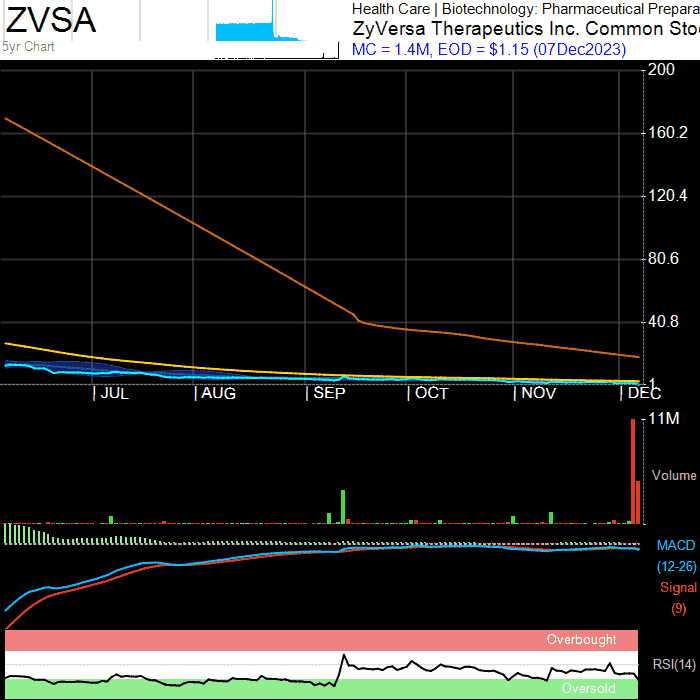 ZVSA
5yr Chart
Health Care | Biotechnology: Pharmaceutical Prepara
ZyVersa Therapeutics Inc. Common Sto
MC = 1.4M, EOD = $1.15 (07Dec2023)
200
160.2
120.4
80.6
40.8
1
JUL
AUG
SEP
OCT
NOV
DEC
11M
Volume
MACD
(12-26)
Signal
(9)
Overbought
RSI(14)
Oversold